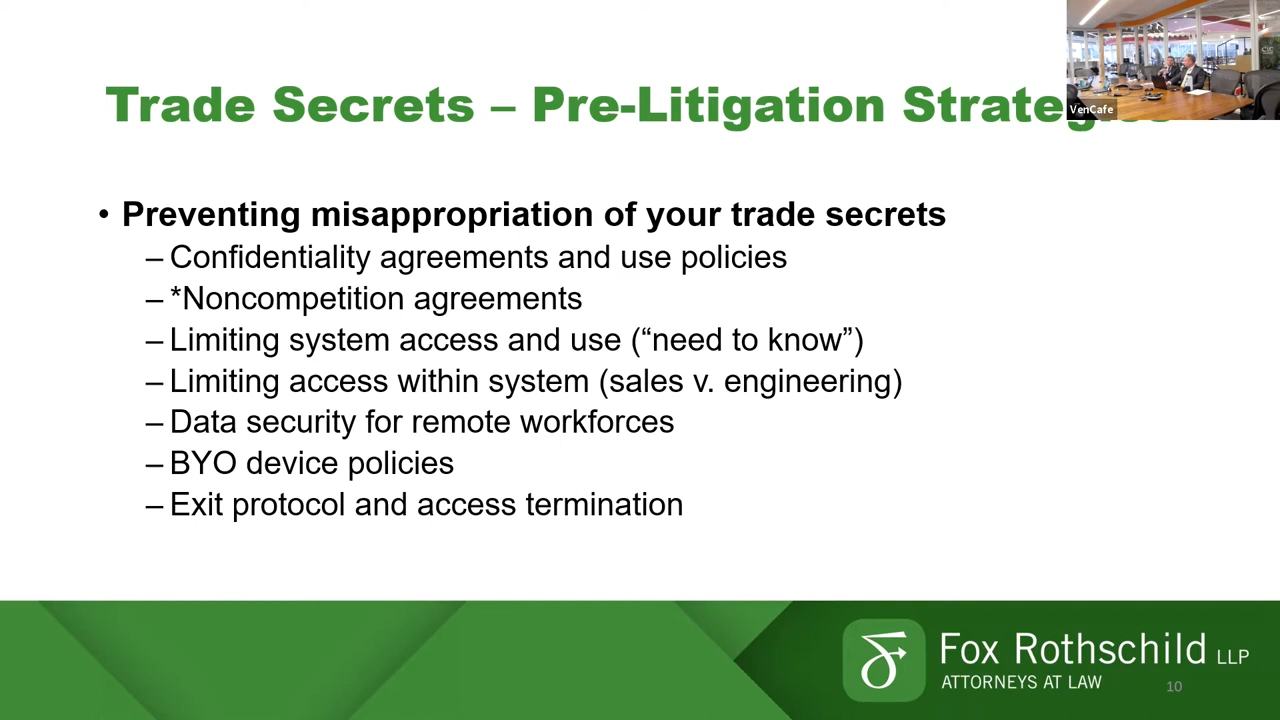 Trade Secrets – Pre-Litigation
VenCafe
• Preventing misappropriation of your trade secrets
– Confidentiality agreements and use policies
– *Noncompetition agreements
– Limiting system access and use (“need to know”)
– Limiting access within system (sales v. engineering)
– Data security for remote workforces
– BYO device policies
– Exit protocol and access termination
Fox Rothschild LLP
ATTORNEYS AT LAW
10